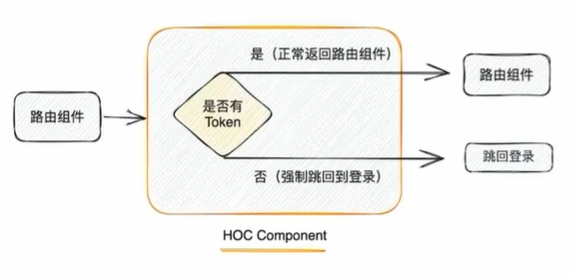 是（正常返回路由组件）
路由组件
路由组件
是否有
Token
跳回登录
否（强制跳回到登录）
HOC Component